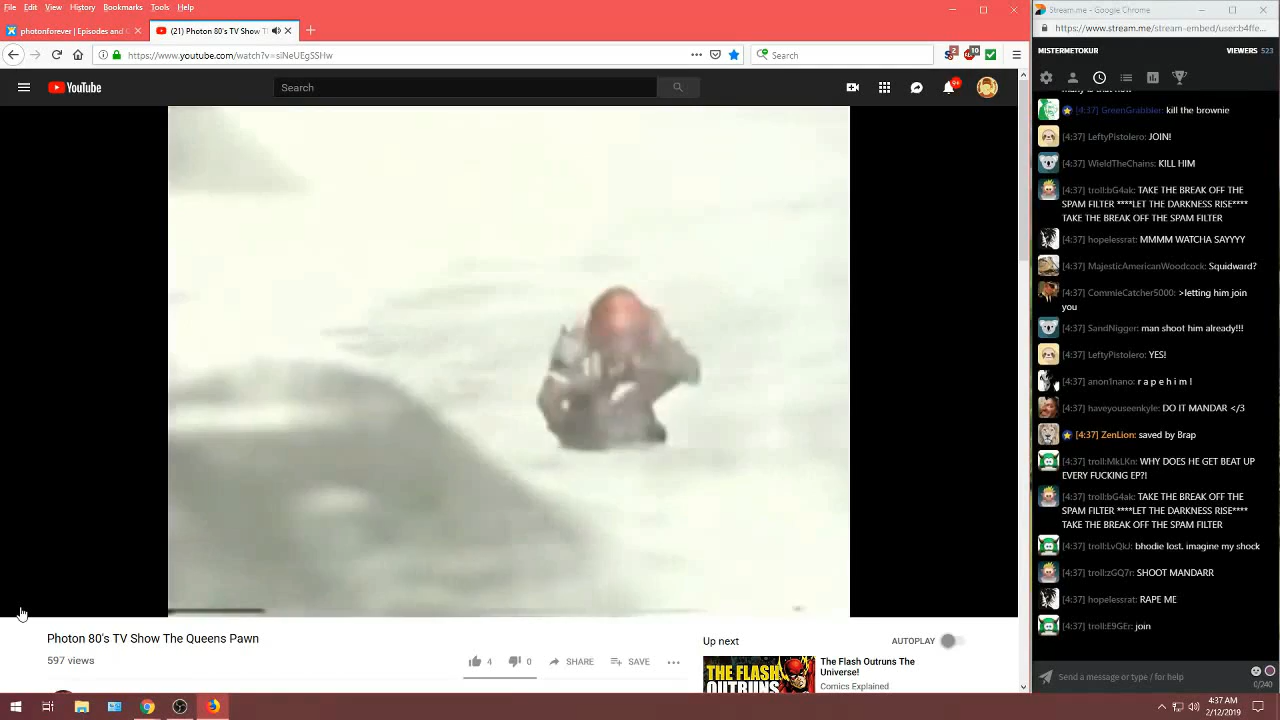 File Edit View History Bookmarks Tools Help
photonforever | Episodes and C
(21) Photon 80's TV Show T
https://www.youtube.com/watch?v=siNeUEgSSHw
Search
2
10
YouTube
Search
9+
Photon 80's TV Show The Queens Pawn
597 views
4
0
SHARE
SAVE
Up next
AUTOPLAY
THE FLASH
OUTRUNS
The Flash Outruns The
Universe!
Comics Explained
Stream.me - Google Chrome
https://www.stream.me/stream-embed/user:b4ffe...
MISTERMETOKUR
VIEWERS 523
[4:37] GreenGrabbler: kill the brownie
[4:37] LeftyPistolero: JOIN!
[4:37] WieldTheChains: KILL HIM
[4:37] troll:bG4ak: TAKE THE BREAK OFF THE
SPAM FILTER ****LET THE DARKNESS RISE****
TAKE THE BREAK OFF THE SPAM FILTER
[4:37] hopelessrat: MMMM WATCHA SAYYYY
[4:37] MajesticAmericanWoodcock: Squidward?
[4:37] CommieCatcher5000: >letting him join
you
[4:37] SandNigger: man shoot him already!!!
[4:37] LeftyPistolero: YES!
[4:37] anon1nano: r a p e h i m !
[4:37] haveyouseenkyle: DO IT MANDAR </3
[4:37] ZenLion: saved by Brap
[4:37] troll:MkLKn: WHY DOES HE GET BEAT UP
EVERY FUCKING EP?!
[4:37] troll:bG4ak: TAKE THE BREAK OFF THE
SPAM FILTER ****LET THE DARKNESS RISE****
TAKE THE BREAK OFF THE SPAM FILTER
[4:37] troll:LvQkJ: bhodie lost. imagine my shock
[4:37] troll:zGQ7r: SHOOT MANDARR
[4:37] hopelessrat: RAPE ME
[4:37] troll:E9GEr: join
Send a message or type / for help
0/240
4:37 AM
2/12/2019